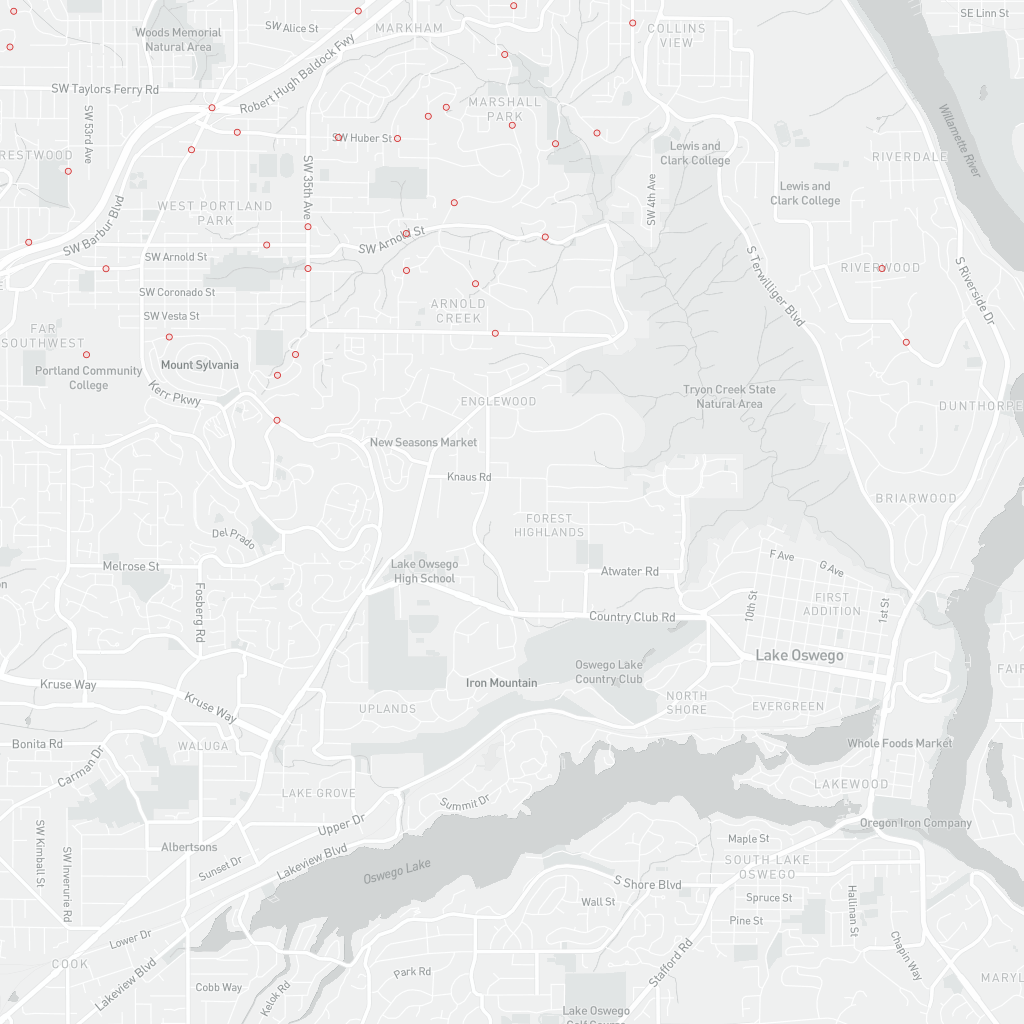 SE Linn St
SW Alice St
MARKHAM
COLLINS
VIEW
Woods Memorial
Natural Area
Robert Hugh Baldock Fwy
SW Taylors Ferry Rd
MARSHALL
PARK
Willamette River
SW 53rd Ave
SW Huber St
Lewis and
Clark College
RIVERDALE
RESTWOOD
SW 35th Ave
SW 4th Ave
Lewis and
Clark College
WEST PORTLAND
PARK
SW Barbur Blvd
SW Arnold St
SW Arnold St
S Terwilliger Blvd
RIVERWOOD
S Riverside Dr
SW Coronado St
ARNOLD
CREEK
SW Vesta St
FAR
SOUTHWEST
Mount Sylvania
Portland Community
College
Kerr Pkwy
ENGLEWOOD
Tryon Creek State
Natural Area
DUNTHORPE
New Seasons Market
Knaus Rd
BRIARWOOD
FOREST
HIGHLANDS
Del Prado
Melrose St
Lake Owsego
High School
Atwater Rd
F Ave
G Ave
Fosberg Rd
10th St
FIRST
ADDITION
1st St
Country Club Rd
Lake Oswego
Kruse Way
Iron Mountain
Oswego Lake
Country Club
FAI
Kruse Way
UPLANDS
NORTH
SHORE
EVERGREEN
Bonita Rd
WALUGA
Whole Foods Market
Carman Dr
LAKE GROVE
LAKEWOOD
Summit Dr
Upper Dr
Oregon Iron Company
SW Kimball St
SW Inverurie Rd
Albertsons
Sunset Dr
Lakeview Blvd
Oswego Lake
Maple St
SOUTH LAKE
OSWEGO
S Shore Blvd
Wall St
Spruce St
Hallinan St
Pine St
Lower Dr
Chapin Way
COOK
Lakeview Blvd
Park Rd
Stafford Rd
MARYL
Cobb Way
Kelok Rd
Lake Oswego
Golf Course